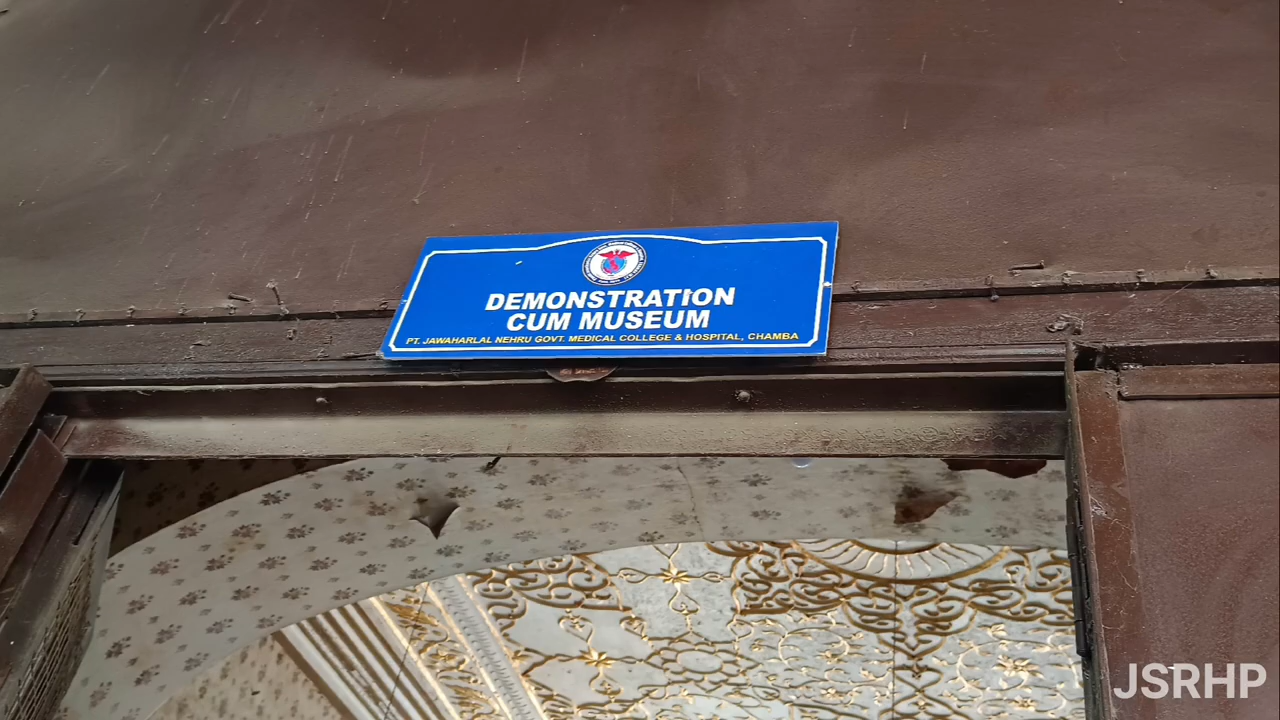 DEMONSTRATION
CUM MUSEUM
PT. JAWAHARLAL NEHRU GOVT. MEDICAL COLLEGE & HOSPITAL, CHAMBA
JSRHP